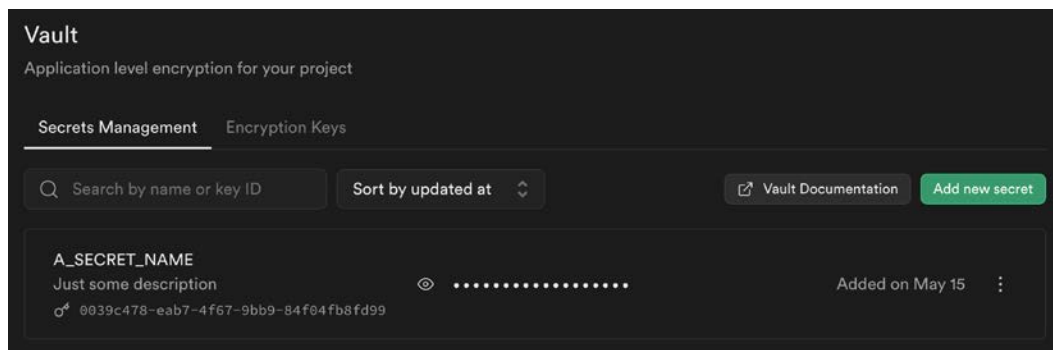 Vault
Application level encryption for your project
Secrets Management Encryption Keys
Search by name or key ID Sort by updated at Vault Documentation Add new secret
A_SECRET_NAME
Just some description •••••••••••••••••• Added on May 15
0039c478-eab7-4f67-9bb9-84f04fb8fd99